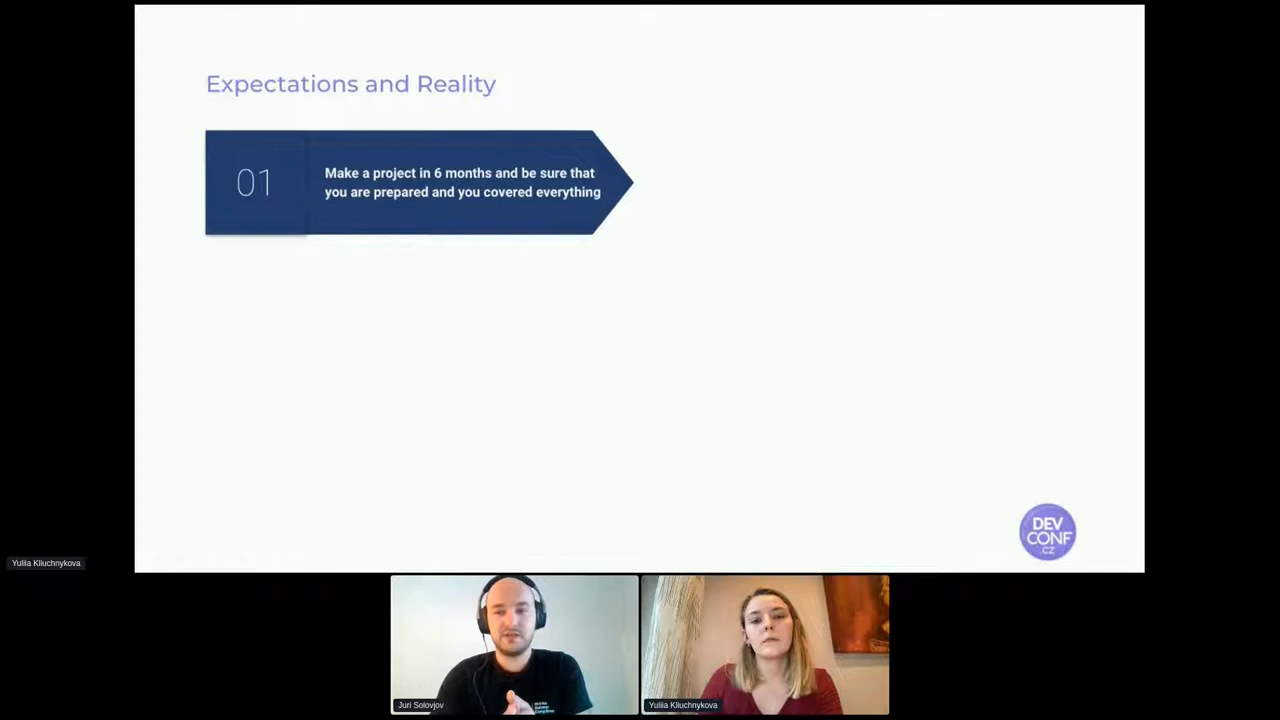 Expectations and Reality
01
Make a project in 6 months and be sure that
you are prepared and you covered everything
DEV
CONF
.CZ
Yuliia Kliuchnykova
Juri Solovjov
Yuliia Kliuchnykova